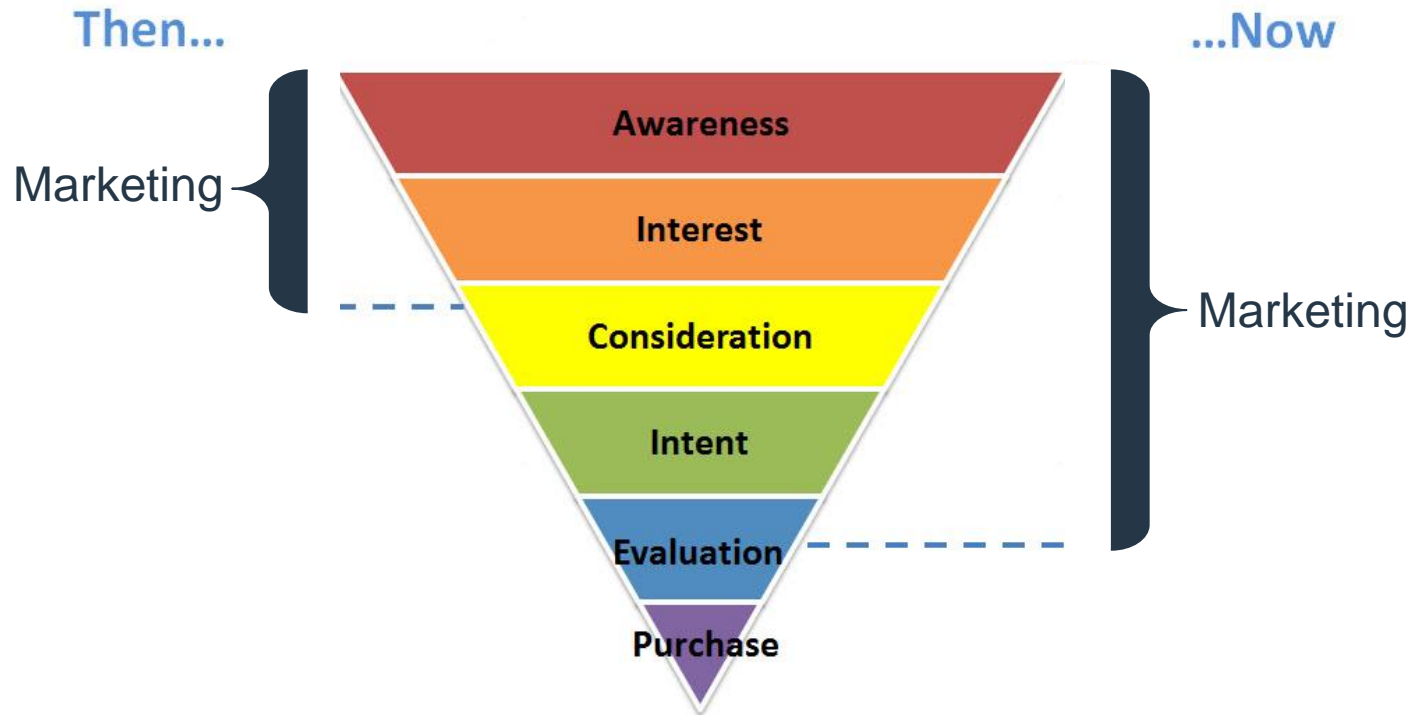 Then...
...Now
Awareness
Marketing
Interest
Marketing
Consideration
Intent
Evaluation
Purchase